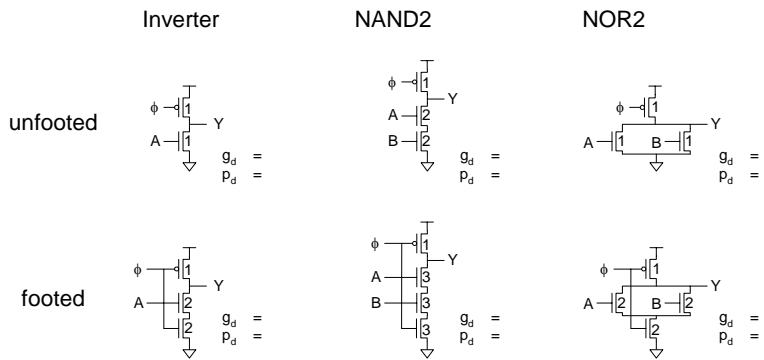 Inverter NAND2 NOR2
unfooted
ϕ 1 Y
A 1
g_d =
p_d =
ϕ 1 Y
A 2
B 2
g_d =
p_d =
ϕ 1 Y
A 1 B 1
g_d =
p_d =
footed
ϕ 1 Y
A 2
2
g_d =
p_d =
ϕ 1 Y
A 3
B 3
3
g_d =
p_d =
ϕ 1 Y
A 2 B 2
2
g_d =
p_d =